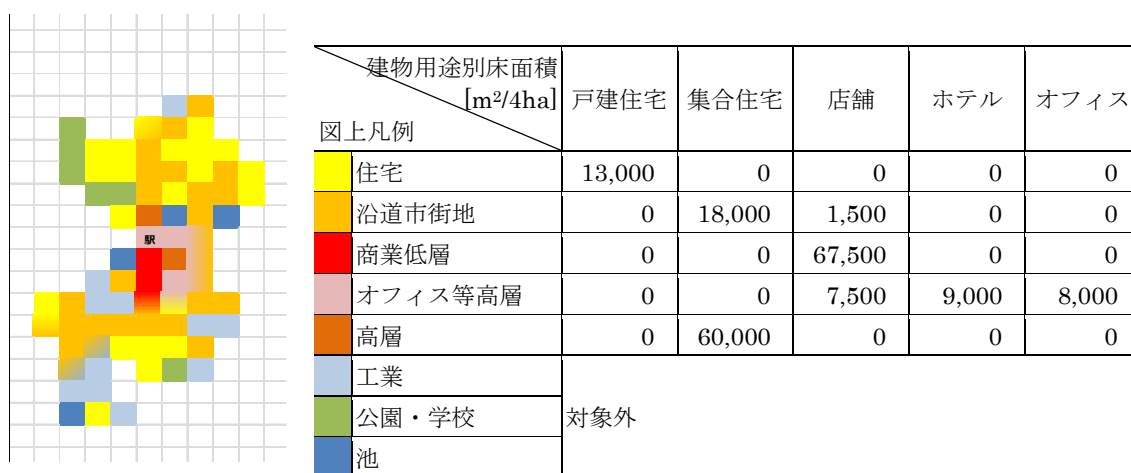 建物用途別床面積
[m²/4ha]
図上凡例
戸建住宅 集合住宅 店舗 ホテル オフィス
住宅 13,000 0 0 0 0
沿道市街地 0 18,000 1,500 0 0
商業低層 0 0 67,500 0 0
オフィス等高層 0 0 7,500 9,000 8,000
高層 0 60,000 0 0 0
工業
公園・学校
池
対象外
駅